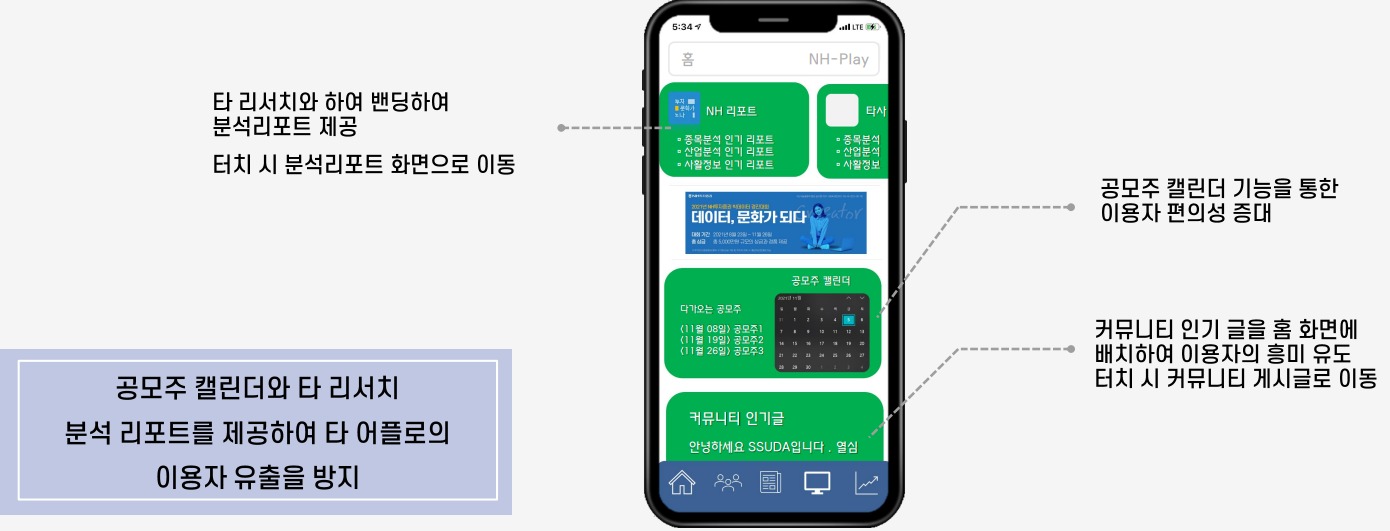 타 리서치와 하여 밴딩하여
분석리포트 제공
터치 시 분석리포트 화면으로 이동
공모주 캘린더와 타 리서치
분석 리포트를 제공하여 타 어플로의
이용자 유출을 방지
5:34
LTE
홈
NH-Play
NH 리포트
▫ 종목분석 인기 리포트
▫ 산업분석 인기 리포트
▫ 사활정보 인기 리포트
타사
▫ 종목분석
▫ 산업분석
▫ 사활정보
데이터, 문화가 되다
공모주 캘린더
다가오는 공모주
(11월 08일) 공모주1
(11월 19일) 공모주2
(11월 26일) 공모주3
2021년 11월
커뮤니티 인기글
안녕하세요 SSUDA입니다 . 열심
공모주 캘린더 기능을 통한
이용자 편의성 증대
커뮤니티 인기 글을 홈 화면에
배치하여 이용자의 흥미 유도
터치 시 커뮤니티 게시글로 이동